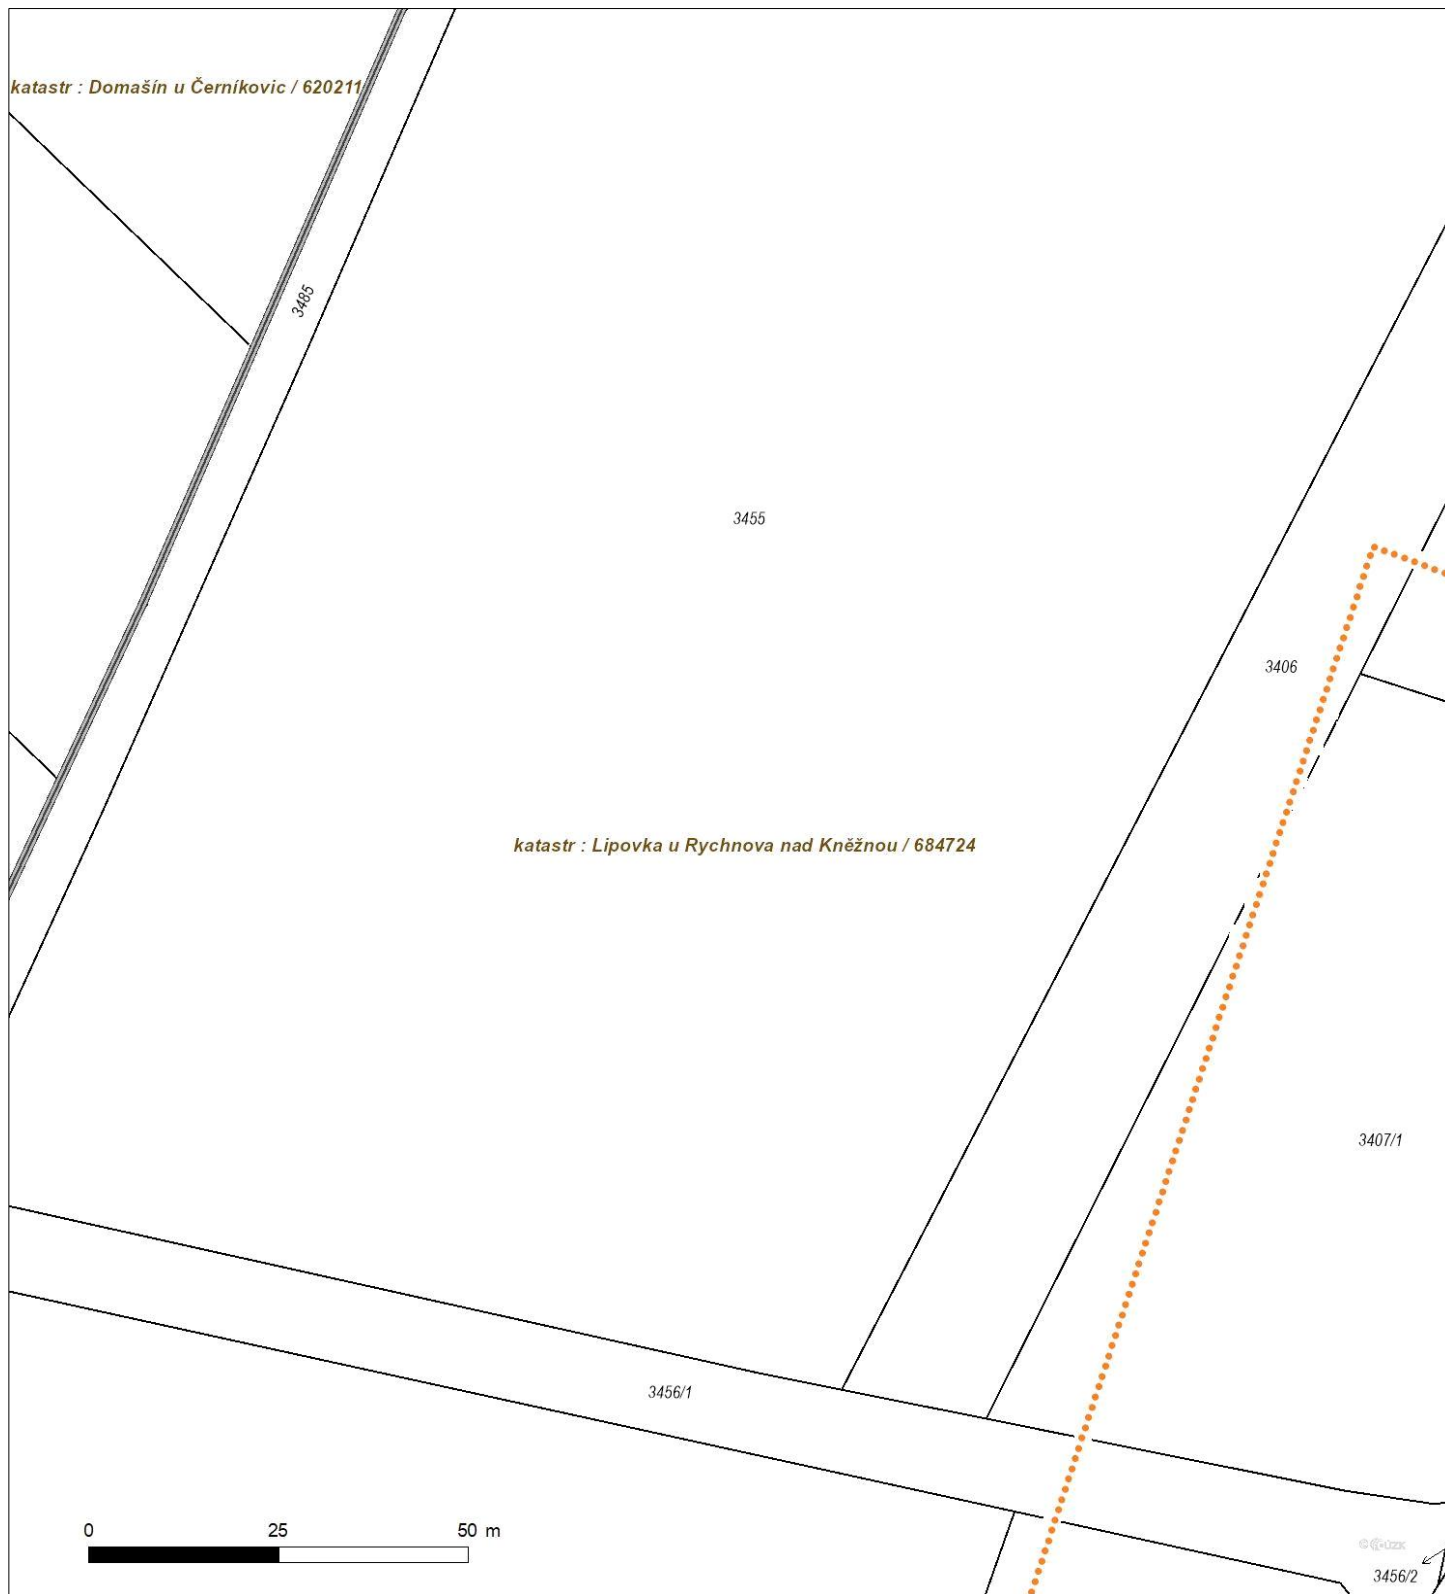 katastr : Domašín u Černíkovic / 620211
3485
3455
3406
katastr : Lipovka u Rychnova nad Kněžnou / 684724
3407/1
3456/1
0 25 50 m
© ČÚZK
3456/2